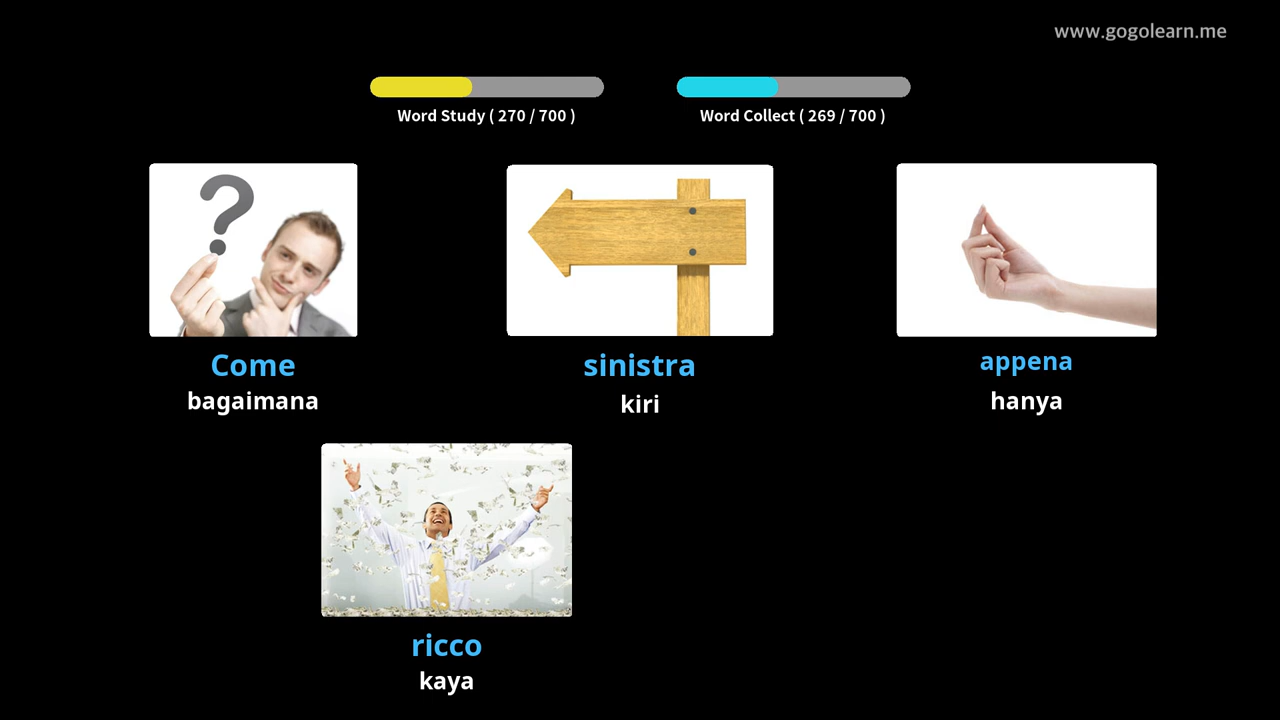 www.gogolearn.me
Word Study ( 270 / 700 )
Word Collect ( 269 / 700 )
Come
bagaimana
sinistra
kiri
appena
hanya
ricco
kaya